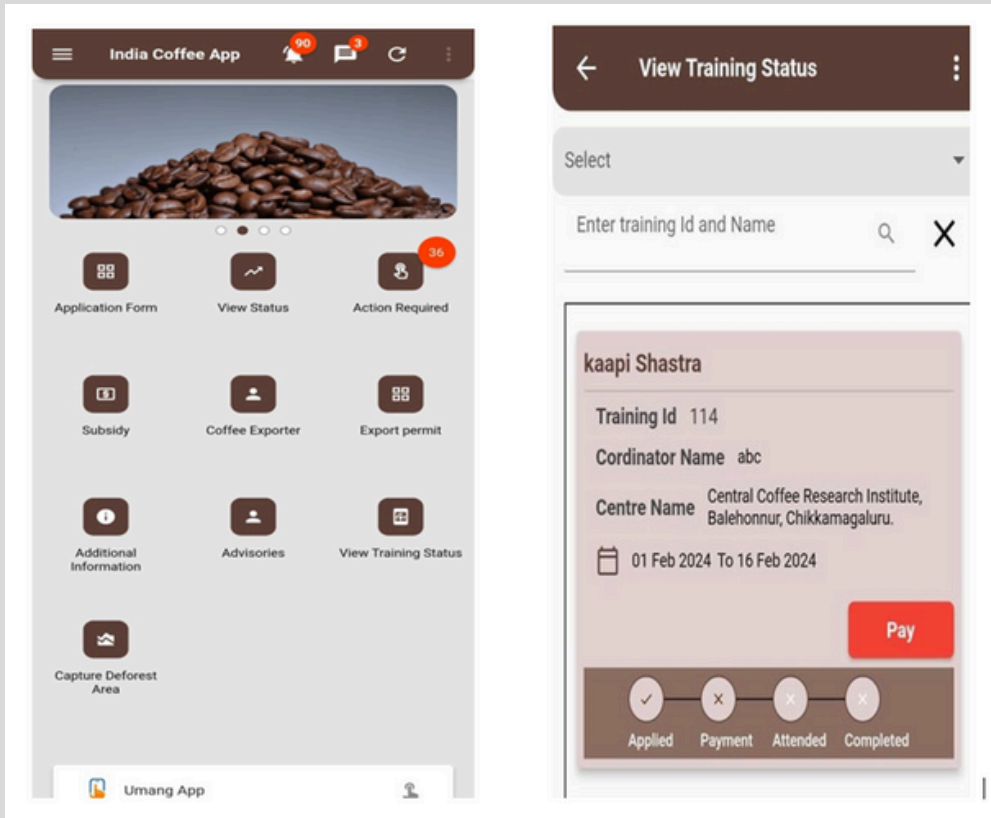 India Coffee App
90
3
36
Application Form
View Status
Action Required
Subsidy
Coffee Exporter
Export permit
Additional
Information
Advisories
View Training Status
Capture Deforest
Area
Umang App
View Training Status
Select
Enter training Id and Name
X
kaapi Shastra
Training Id 114
Cordinator Name abc
Centre Name Central Coffee Research Institute,
Balehonnur, Chikkamagaluru.
01 Feb 2024 To 16 Feb 2024
Pay
Applied
Payment
Attended
Completed